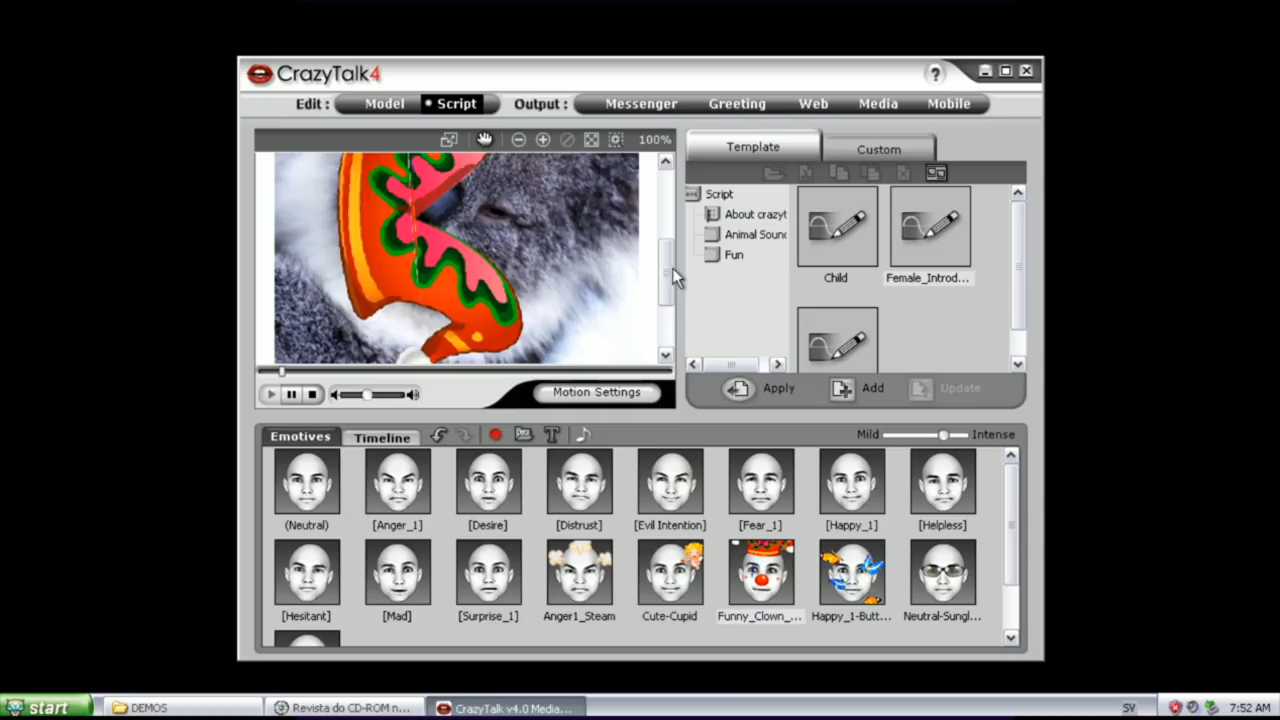 CrazyTalk4
?
Edit :
Model
Script
Output :
Messenger
Greeting
Web
Media
Mobile
100%
Template
Custom
Script
About crazyt
Animal Soun
Fun
Child
Female_Introd...
Motion Settings
Apply
Add
Update
Emotives
Timeline
Mild
Intense
(Neutral)
[Anger_1]
[Desire]
[Distrust]
[Evil Intention]
[Fear_1]
[Happy_1]
[Helpless]
[Hesitant]
[Mad]
[Surprise_1]
Anger1_Steam
Cute-Cupid
Funny_Clown_...
Happy_1-Butt...
Neutral-Sungl...
start
DEMOS
Revista do CD-ROM n...
CrazyTalk v4.0 Media...
SV
7:52 AM